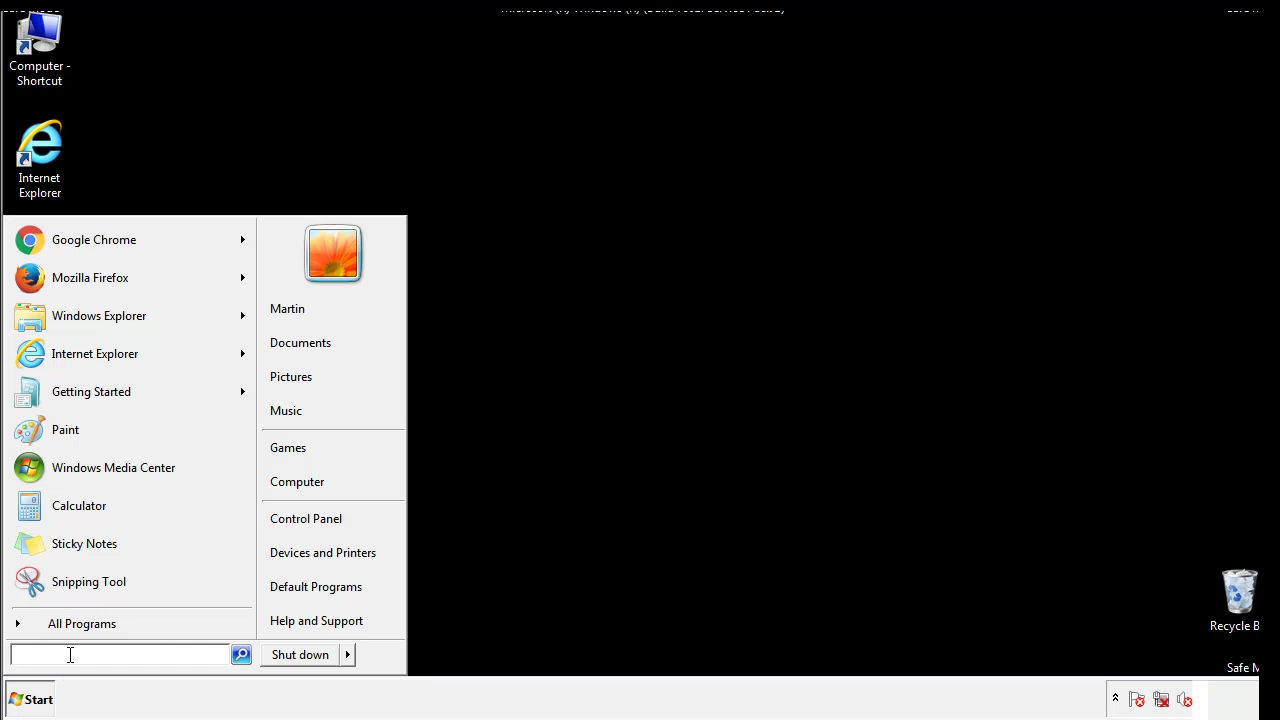 Computer -
Shortcut
Internet
Explorer
Google Chrome
Mozilla Firefox
Windows Explorer
Internet Explorer
Getting Started
Paint
Windows Media Center
Calculator
Sticky Notes
Snipping Tool
All Programs
Martin
Documents
Pictures
Music
Games
Computer
Control Panel
Devices and Printers
Default Programs
Help and Support
Shut down
Recycle B
Safe M
Start